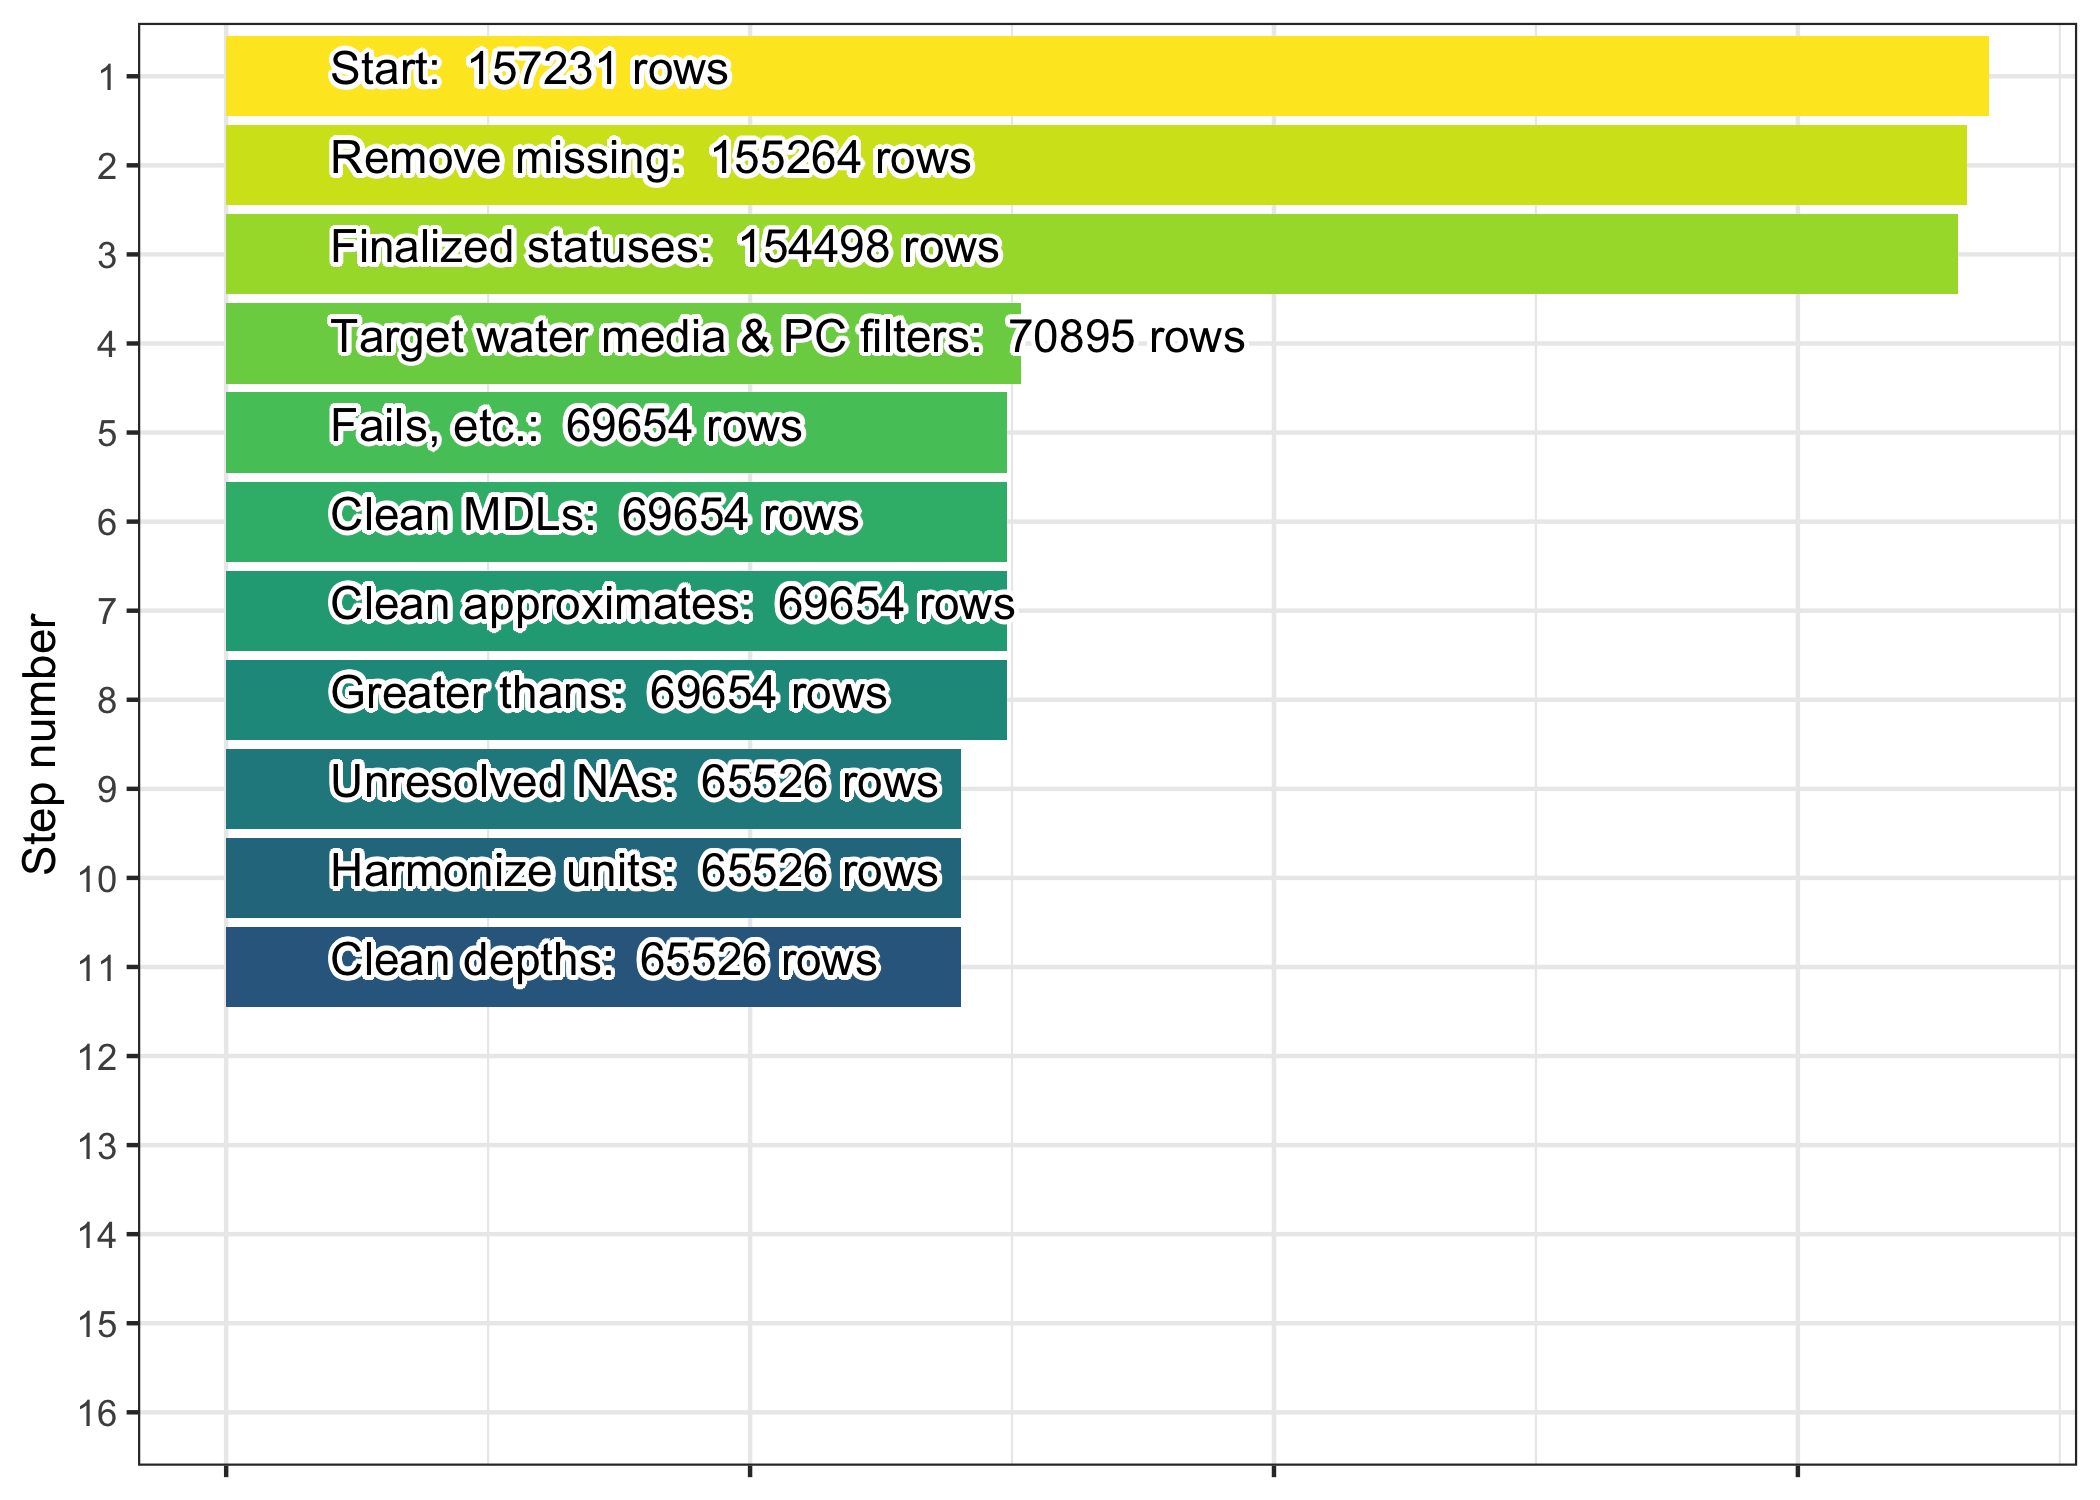 1
Start: 157231 rows
2
Remove missing: 155264 rows
3
Finalized statuses: 154498 rows
4
Target water media & PC filters: 70895 rows
5
Fails, etc.: 69654 rows
6
Clean MDLs: 69654 rows
7
Clean approximates: 69654 rows
8
Greater thans: 69654 rows
9
Unresolved NAs: 65526 rows
10
Harmonize units: 65526 rows
11
Clean depths: 65526 rows
12
13
14
15
16
Step number